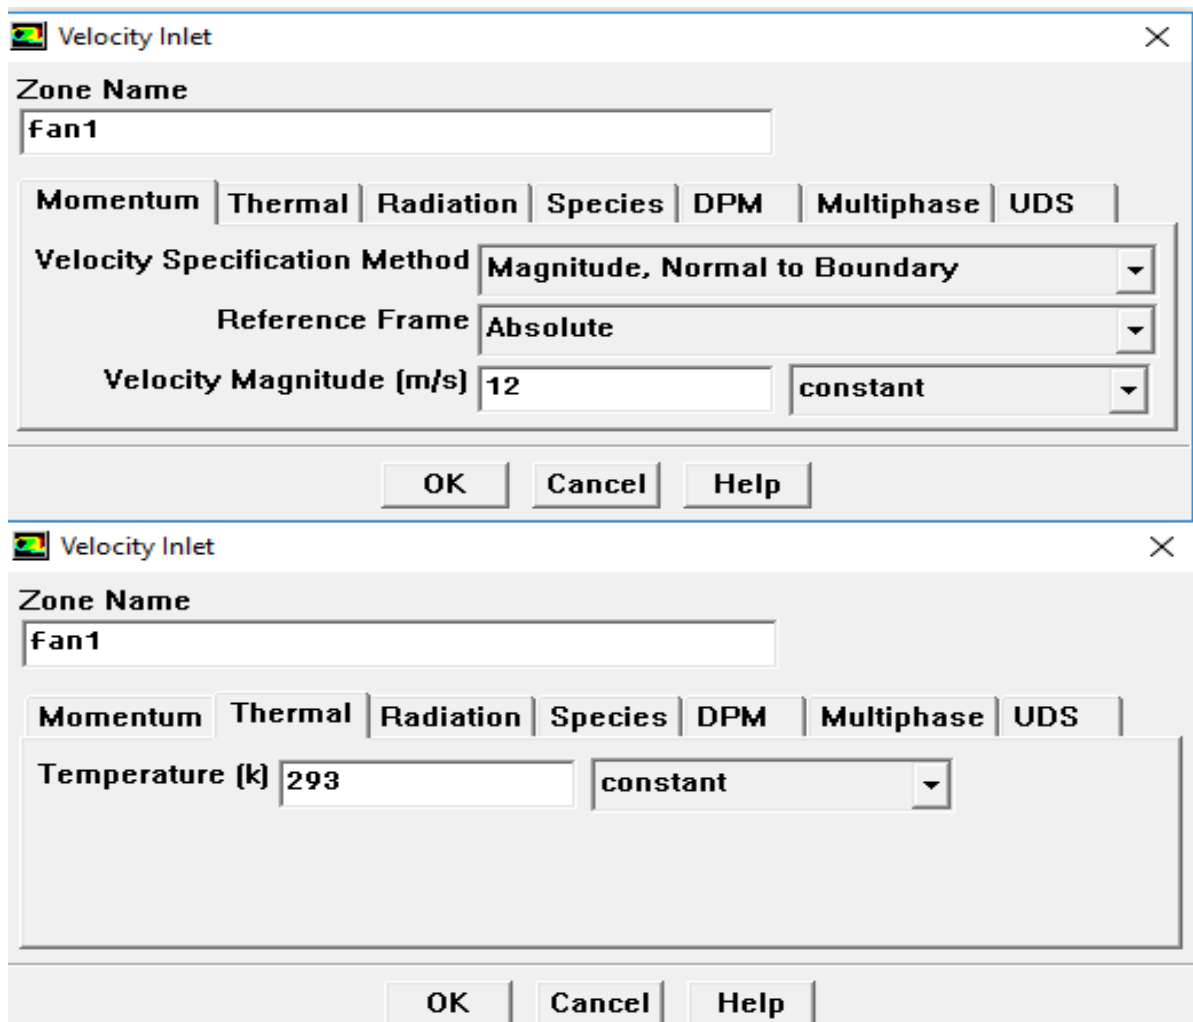 Velocity Inlet
Zone Name
fan1
Momentum Thermal Radiation Species DPM Multiphase UDS
Velocity Specification Method Magnitude, Normal to Boundary
Reference Frame Absolute
Velocity Magnitude (m/s) 12 constant
OK Cancel Help
Velocity Inlet
Zone Name
fan1
Momentum Thermal Radiation Species DPM Multiphase UDS
Temperature (k) 293 constant
OK Cancel Help